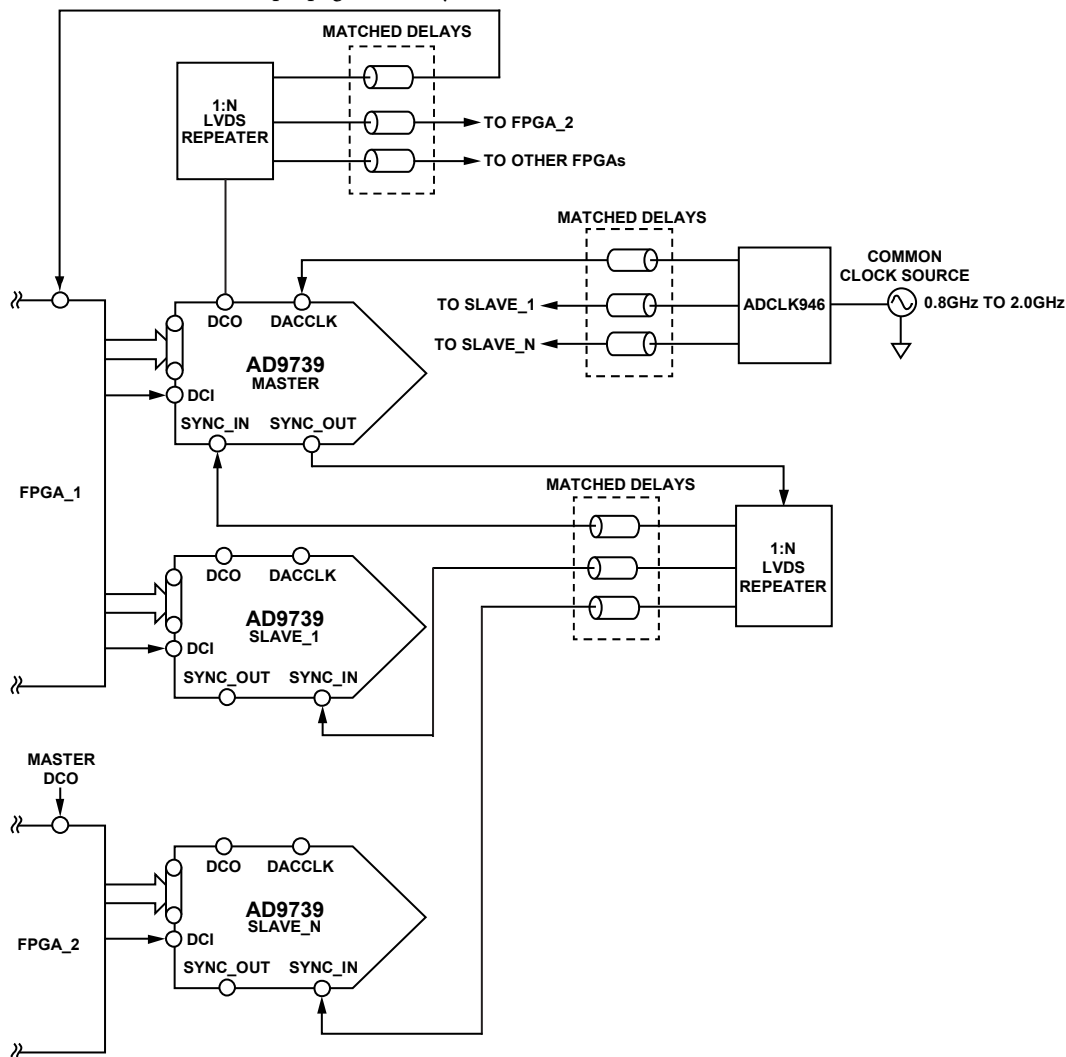 MATCHED DELAYS
1:N
LVDS
REPEATER
TO FPGA_2
TO OTHER FPGAs
MATCHED DELAYS
COMMON
CLOCK SOURCE
ADCLK946
0.8GHz TO 2.0GHz
TO SLAVE_1
TO SLAVE_N
DCO
DACCLK
AD9739
MASTER
DCI
SYNC_IN
SYNC_OUT
FPGA_1
MATCHED DELAYS
1:N
LVDS
REPEATER
DCO
DACCLK
AD9739
SLAVE_1
DCI
SYNC_OUT
SYNC_IN
MASTER
DCO
DCO
DACCLK
AD9739
SLAVE_N
DCI
FPGA_2
SYNC_OUT
SYNC_IN